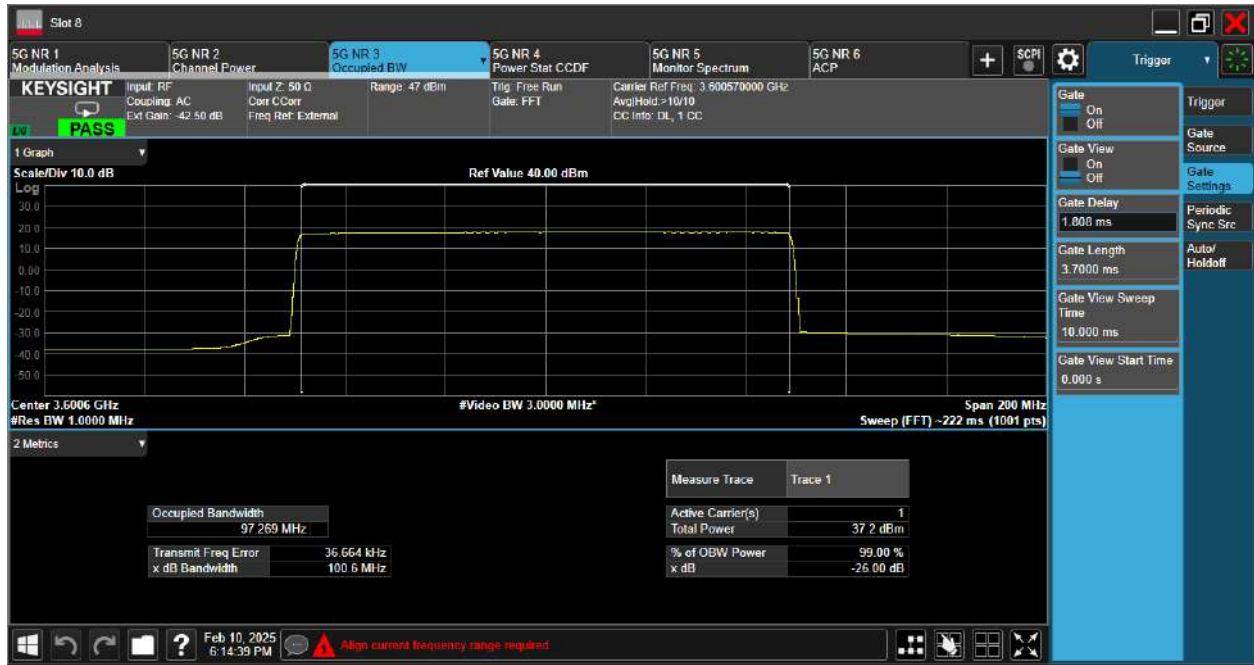 Slot 8
5G NR 1
Modulation Analysis
5G NR 2
Channel Power
5G NR 3
Occupied BW
5G NR 4
Power Stat CCDF
5G NR 5
Monitor Spectrum
5G NR 6
ACP
SCPI
Trigger
KEYSIGHT
PASS
Input: RF
Coupling: AC
Ext Gain: -42.50 dB
Input Z: 50 Ω
Corr CCorr
Freq Ref: External
Range: 47 dBm
Trig: Free Run
Gate: FFT
Carrier Ref Freq: 3.600570000 GHz
Avg|Hold:>10/10
CC Info: DL, 1 CC
Gate
On
Off
Gate View
On
Off
Gate Delay
1.808 ms
Gate Length
3.7000 ms
Gate View Sweep
Time
10.000 ms
Gate View Start Time
0.000 s
Trigger
Gate
Source
Gate
Settings
Periodic
Sync Src
Auto/
Holdoff
1 Graph
Scale/Div 10.0 dB
Ref Value 40.00 dBm
Log
30.0
20.0
10.0
0.00
-10.0
-20.0
-30.0
-40.0
-50.0
Center 3.6006 GHz
#Video BW 3.0000 MHz*
Span 200 MHz
#Res BW 1.0000 MHz
Sweep (FFT) ~222 ms (1001 pts)
2 Metrics
Measure Trace Trace 1
Occupied Bandwidth
97.269 MHz
Active Carrier(s) 1
Total Power 37.2 dBm
Transmit Freq Error 36.664 kHz
x dB Bandwidth 100.6 MHz
% of OBW Power 99.00 %
x dB -26.00 dB
?
Feb 10, 2025
6:14:39 PM
Align current frequency range required